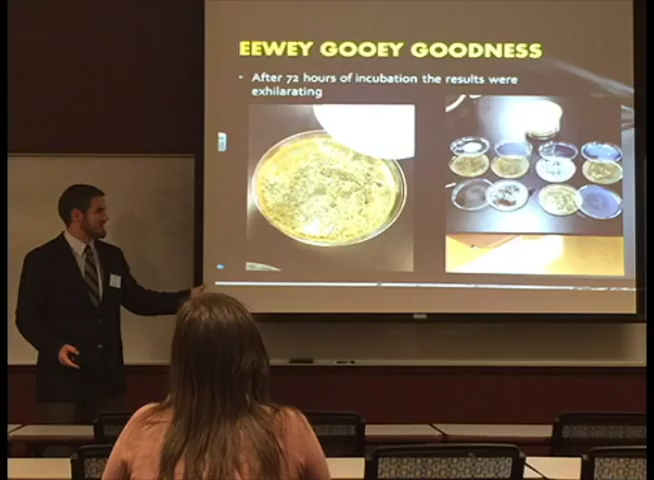 EEWEY GOOEY GOODNESS
• After 72 hours of incubation the results were
exhilarating